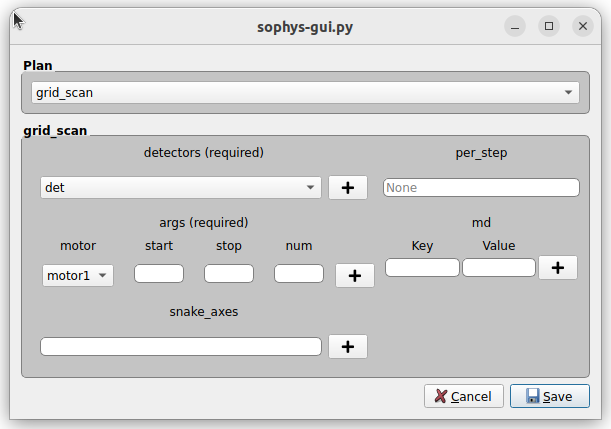 sophys-gui.py
Plan
grid_scan
grid_scan
detectors (required)
per_step
det
None
args (required)
md
motor start stop num
Key Value
motor1
snake_axes
Cancel
Save